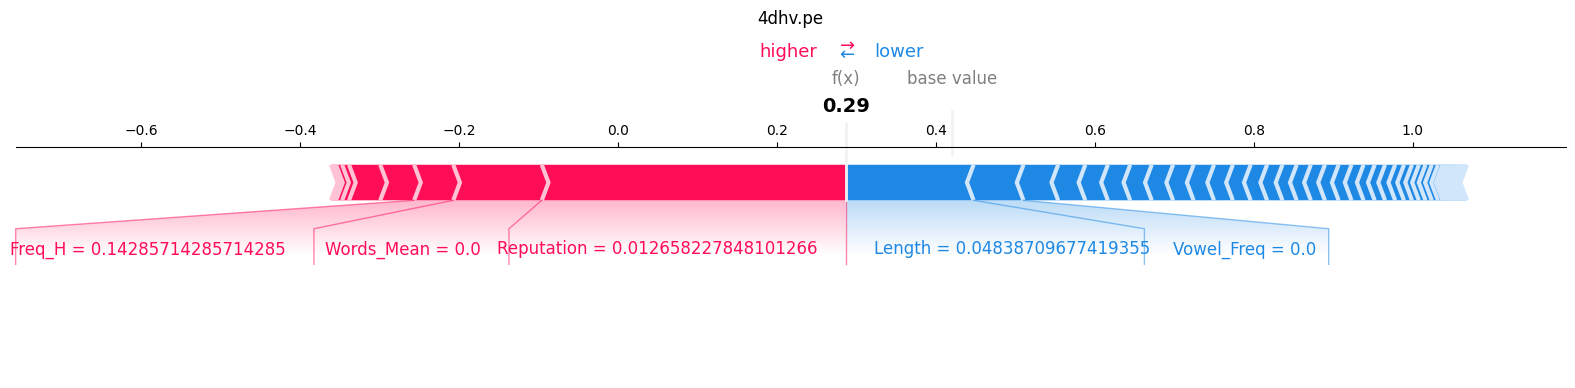 4dhv.pe
higher → ← lower
f(x) base value
0.29
−0.6 −0.4 −0.2 0.0 0.2 0.4 0.6 0.8 1.0
Freq_H = 0.14285714285714285 Words_Mean = 0.0 Reputation = 0.012658227848101266 Length = 0.04838709677419355 Vowel_Freq = 0.0